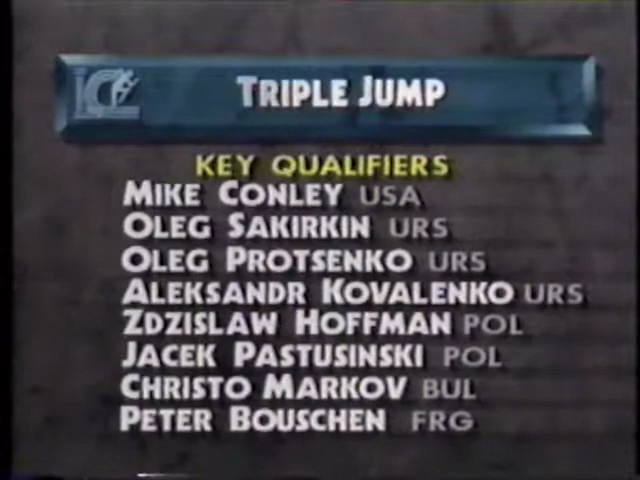 TRIPLE JUMP
KEY QUALIFIERS
MIKE CONLEY USA
OLEG SAKIRKIN URS
OLEG PROTSENKO URS
ALEKSANDR KOVALENKO URS
ZDZISLAW HOFFMAN POL
JACEK PASTUSINSKI POL
CHRISTO MARKOV BUL
PETER BOUSCHEN FRG